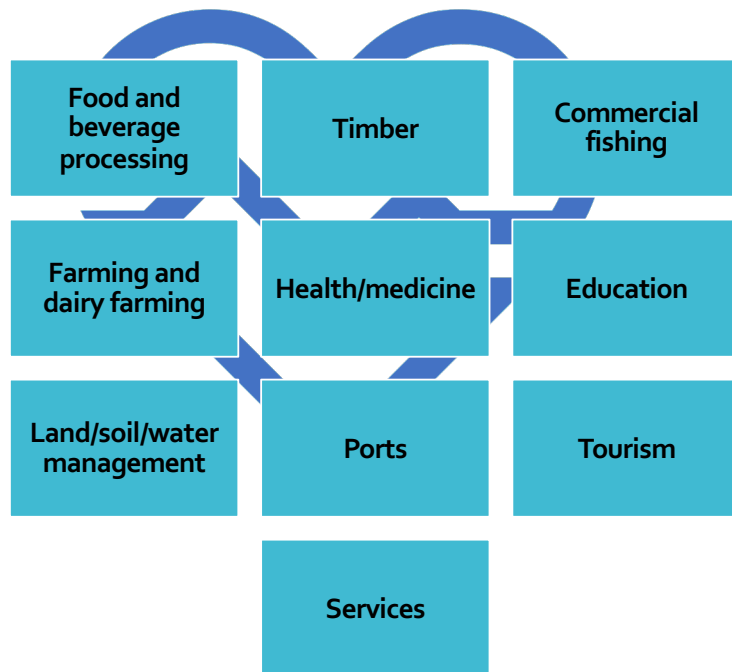 Food and
beverage
processing
Timber
Commercial
fishing
Farming and
dairy farming
Health/medicine
Education
Land/soil/water
management
Ports
Tourism
Services